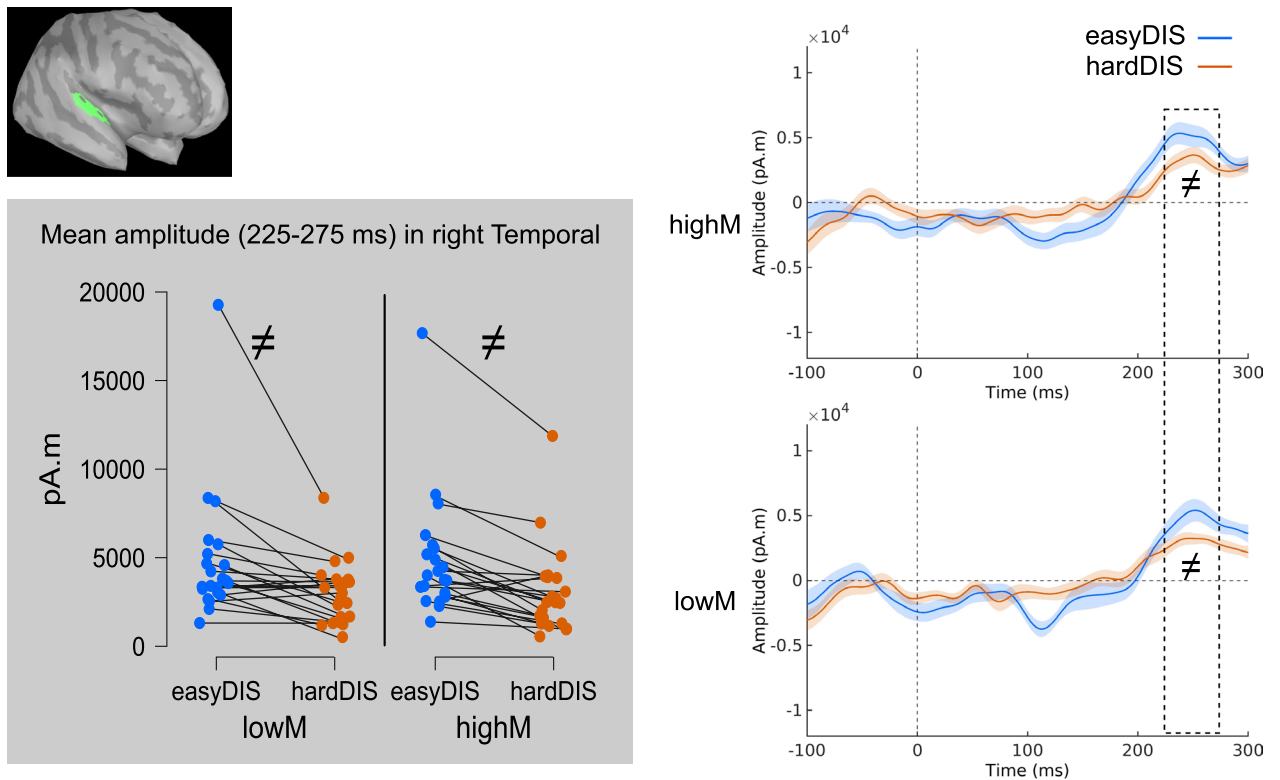 Mean amplitude (225-275 ms) in right Temporal
pA.m
20000
15000
10000
5000
0
≠
≠
easyDIS hardDIS easyDIS hardDIS
lowM highM
easyDIS
hardDIS
highM
×10⁴
Amplitude (pA.m)
1
0.5
0
-0.5
-1
≠
-100 0 100 200 300
Time (ms)
lowM
×10⁴
Amplitude (pA.m)
1
0.5
0
-0.5
-1
≠
-100 0 100 200 300
Time (ms)